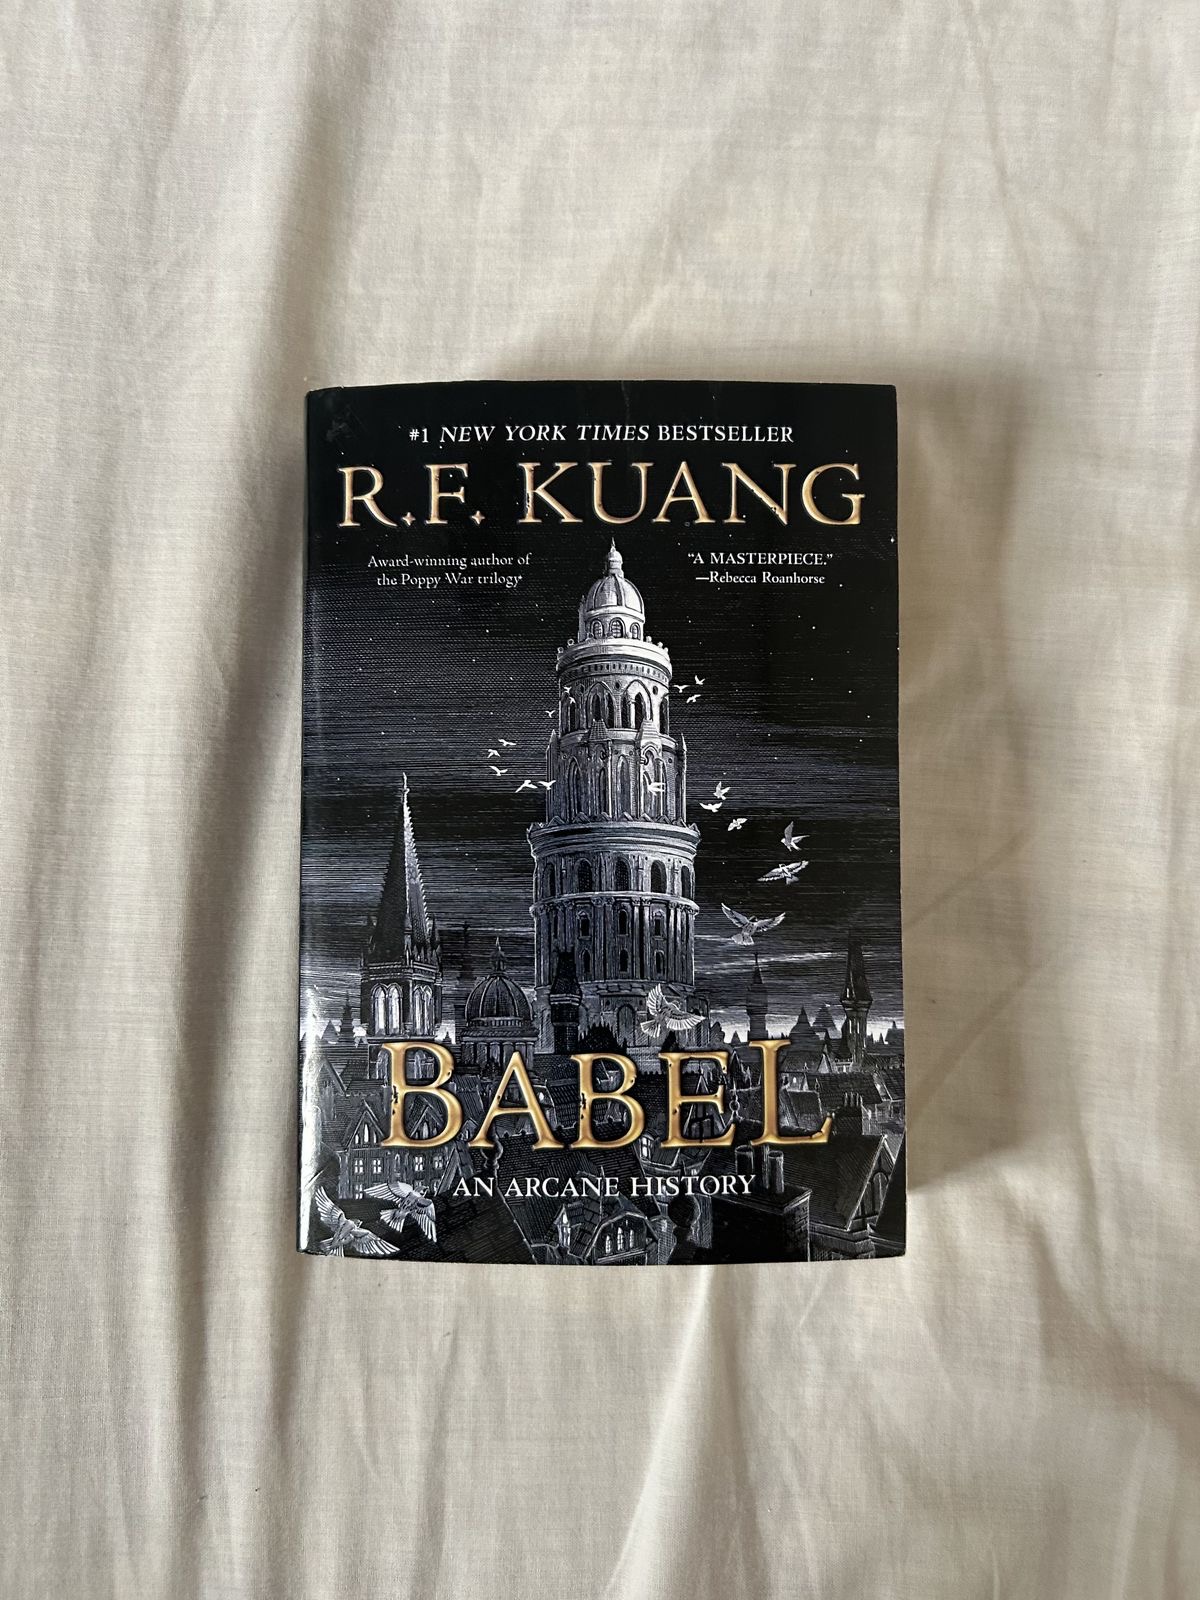 #1 NEW YORK TIMES BESTSELLER
R.F. KUANG
Award-winning author of
the Poppy War trilogy
“A MASTERPIECE.”
—Rebecca Roanhorse
BABEL
AN ARCANE HISTORY